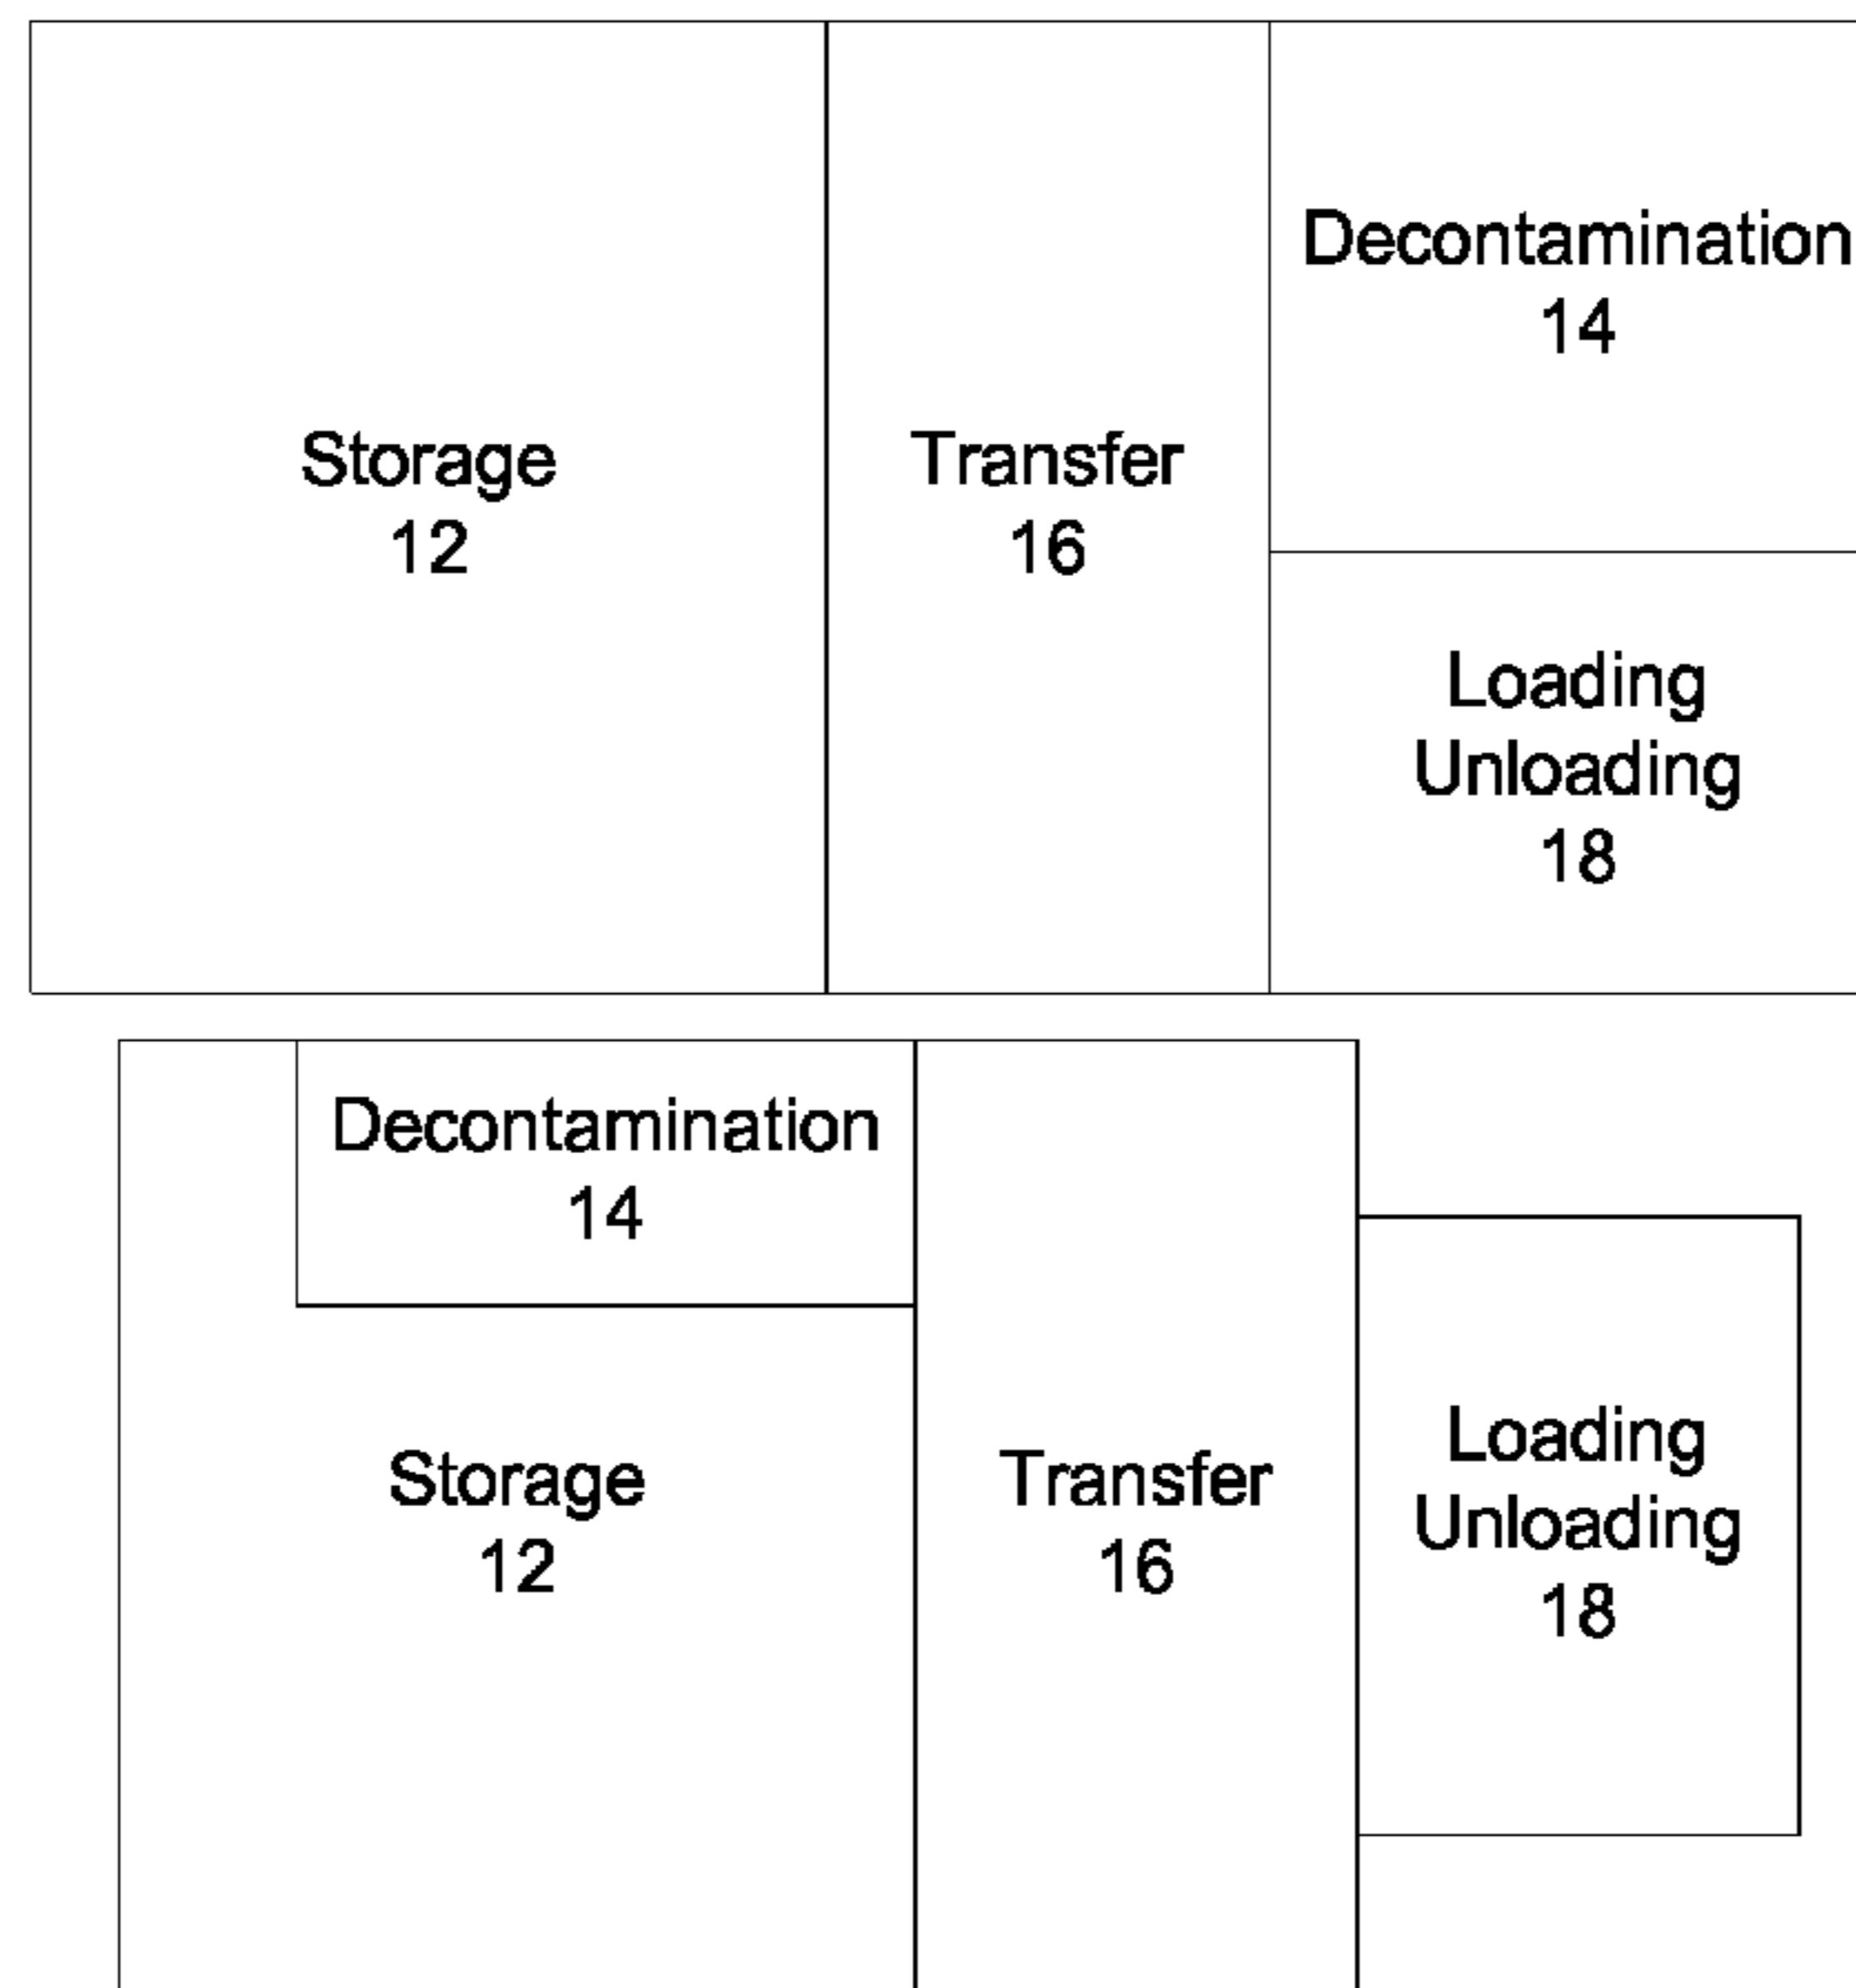 Storage
12
Transfer
16
Decontamination
14
Loading
Unloading
18
Decontamination
14
Storage
12
Transfer
16
Loading
Unloading
18